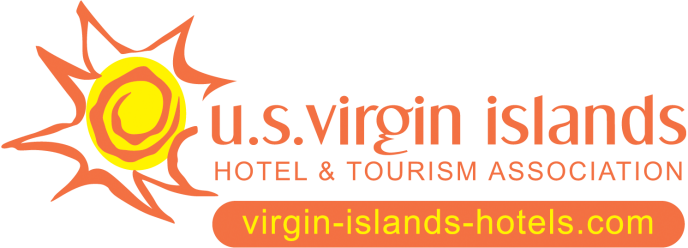 u.s.virgin islands
HOTEL & TOURISM ASSOCIATION
virgin-islands-hotels.com